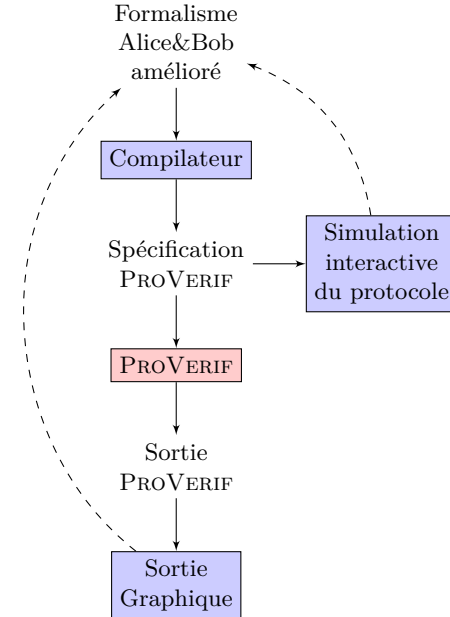 Formalisme
Alice&Bob
amélioré
Compilateur
Spécification
PROVERIF
Simulation
interactive
du protocole
PROVERIF
Sortie
PROVERIF
Sortie
Graphique